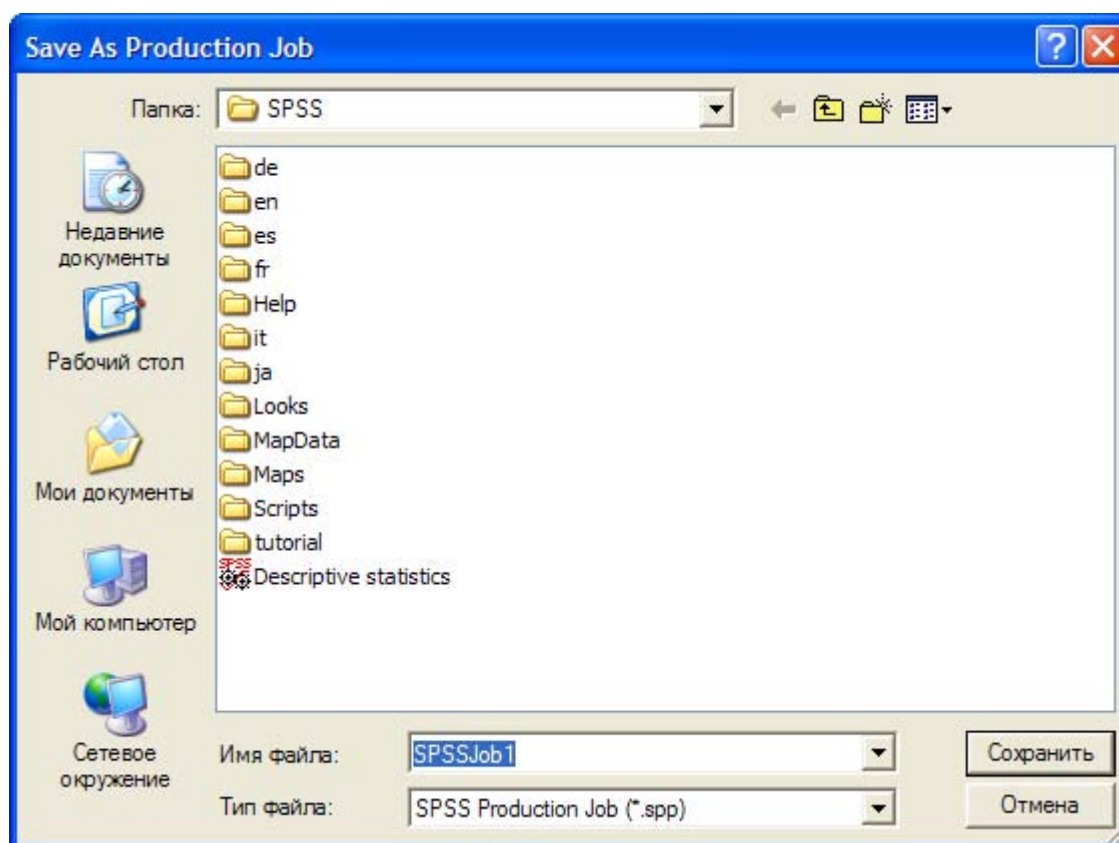 Save As Production Job
Папка: SPSS
Недавние
документы
Рабочий стол
Мои документы
Мой компьютер
Сетевое
окружение
de
en
es
fr
Help
it
ja
Looks
MapData
Maps
Scripts
tutorial
SPSS
Descriptive statistics
Имя файла: SPSSJob1
Сохранить
Тип файла: SPSS Production Job (*.spp)
Отмена